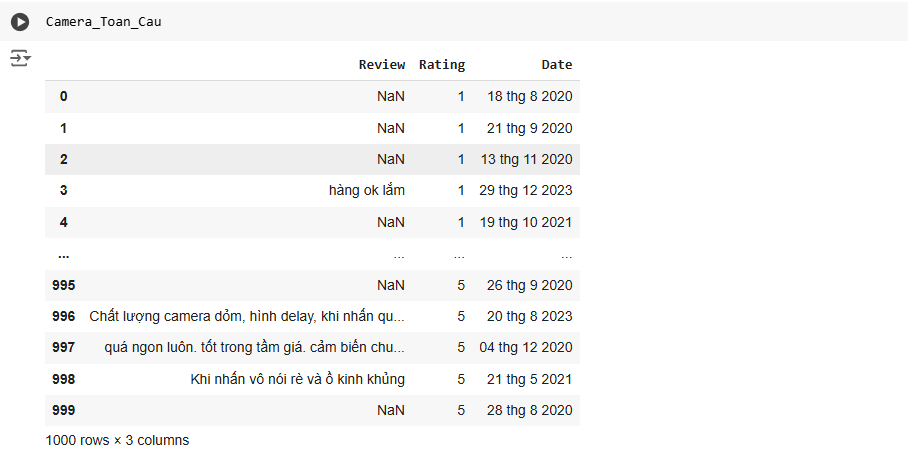 Camera_Toan_Cau
Review Rating Date
0 NaN 1 18 thg 8 2020
1 NaN 1 21 thg 9 2020
2 NaN 1 13 thg 11 2020
3 hàng ok lắm 1 29 thg 12 2023
4 NaN 1 19 thg 10 2021
... ... ... ...
995 NaN 5 26 thg 9 2020
996 Chất lượng camera dỏm, hình delay, khi nhấn qu... 5 20 thg 8 2023
997 quá ngon luôn. tốt trong tầm giá. cảm biến chu... 5 04 thg 12 2020
998 Khi nhấn vô nói rè và ồ kinh khủng 5 21 thg 5 2021
999 NaN 5 28 thg 8 2020
1000 rows × 3 columns